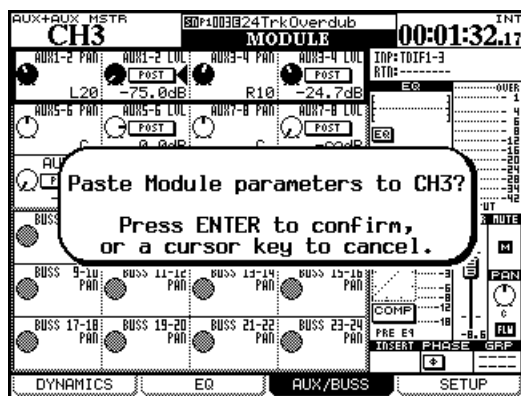 AUX+AUX MSTR
INT
CH3
24TrkOverdub
MODULE
00:01:32.17
AUX1-2 PAN AUX1-2 LVL AUX3-4 PAN AUX3-4 LVL
POST POST
L20 -75.0dB R10 -24.7dB
INP:TDIF1-3
RTN:--------
EQ
OVER
AUX5-6 PAN AUX5-6 LVL AUX7-8 PAN AUX7-8 LVL
POST POST
EQ
Paste Module parameters to CH3?
Press ENTER to confirm,
or a cursor key to cancel.
MUTE
M
BUSS 9-10 PAN BUSS 11-12 PAN BUSS 13-14 PAN BUSS 15-16 PAN
PAN
C
COMP
BUSS 17-18 PAN BUSS 19-20 PAN BUSS 21-22 PAN BUSS 23-24 PAN
PRE EQ
-8.6
FLW
INSERT PHASE GRP
Φ
DYNAMICS EQ AUX/BUSS SETUP